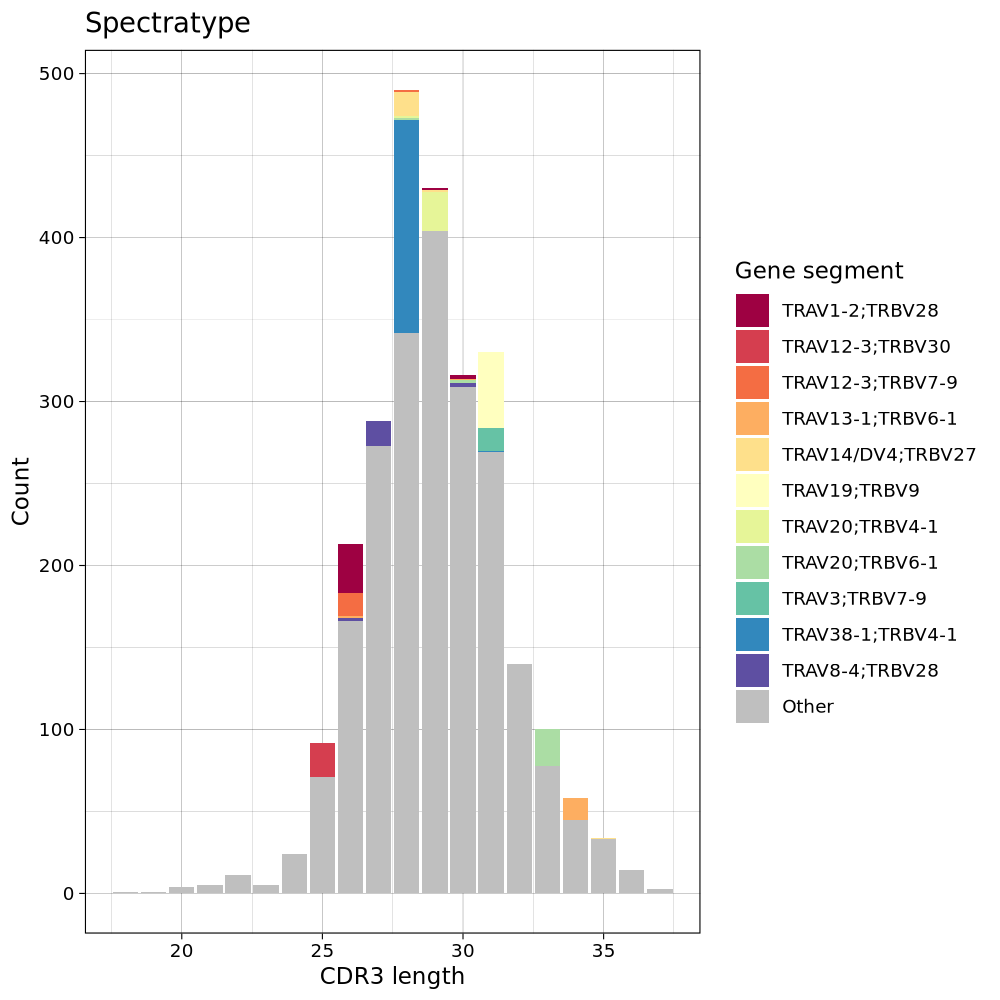 Spectratype
500
400
300
200
100
0
Count
20
25
30
35
CDR3 length
Gene segment
TRAV1-2;TRBV28
TRAV12-3;TRBV30
TRAV12-3;TRBV7-9
TRAV13-1;TRBV6-1
TRAV14/DV4;TRBV27
TRAV19;TRBV9
TRAV20;TRBV4-1
TRAV20;TRBV6-1
TRAV3;TRBV7-9
TRAV38-1;TRBV4-1
TRAV8-4;TRBV28
Other